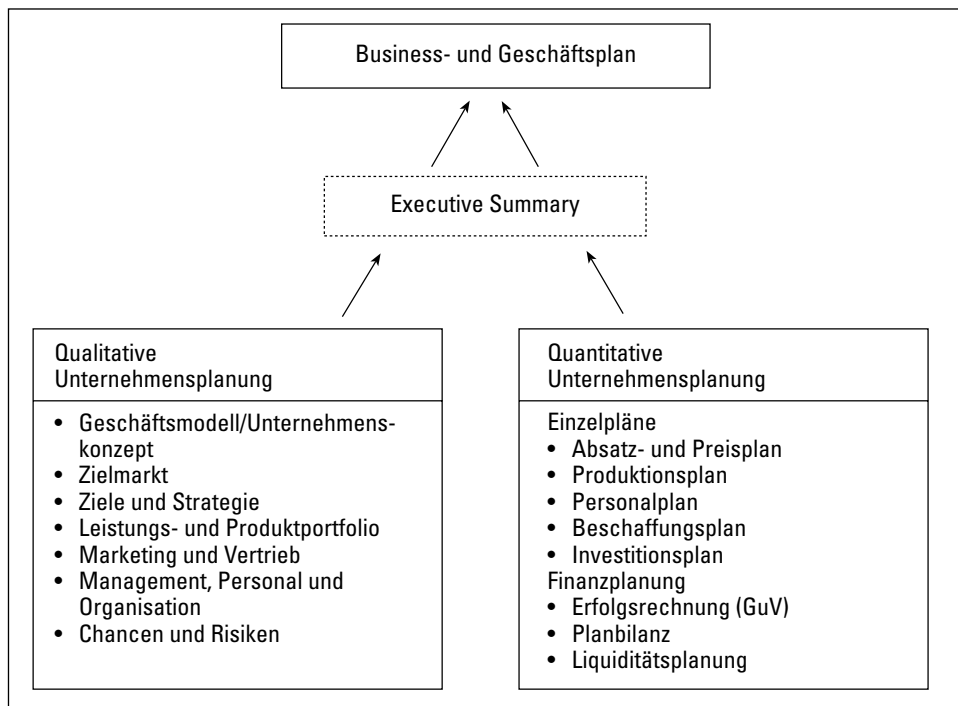 Business- und Geschäftsplan
Executive Summary
Qualitative
Unternehmensplanung
• Geschäftsmodell/Unternehmens-
konzept
• Zielmarkt
• Ziele und Strategie
• Leistungs- und Produktportfolio
• Marketing und Vertrieb
• Management, Personal und
Organisation
• Chancen und Risiken
Quantitative
Unternehmensplanung
Einzelpläne
• Absatz- und Preisplan
• Produktionsplan
• Personalplan
• Beschaffungsplan
• Investitionsplan
Finanzplanung
• Erfolgsrechnung (GuV)
• Planbilanz
• Liquiditätsplanung